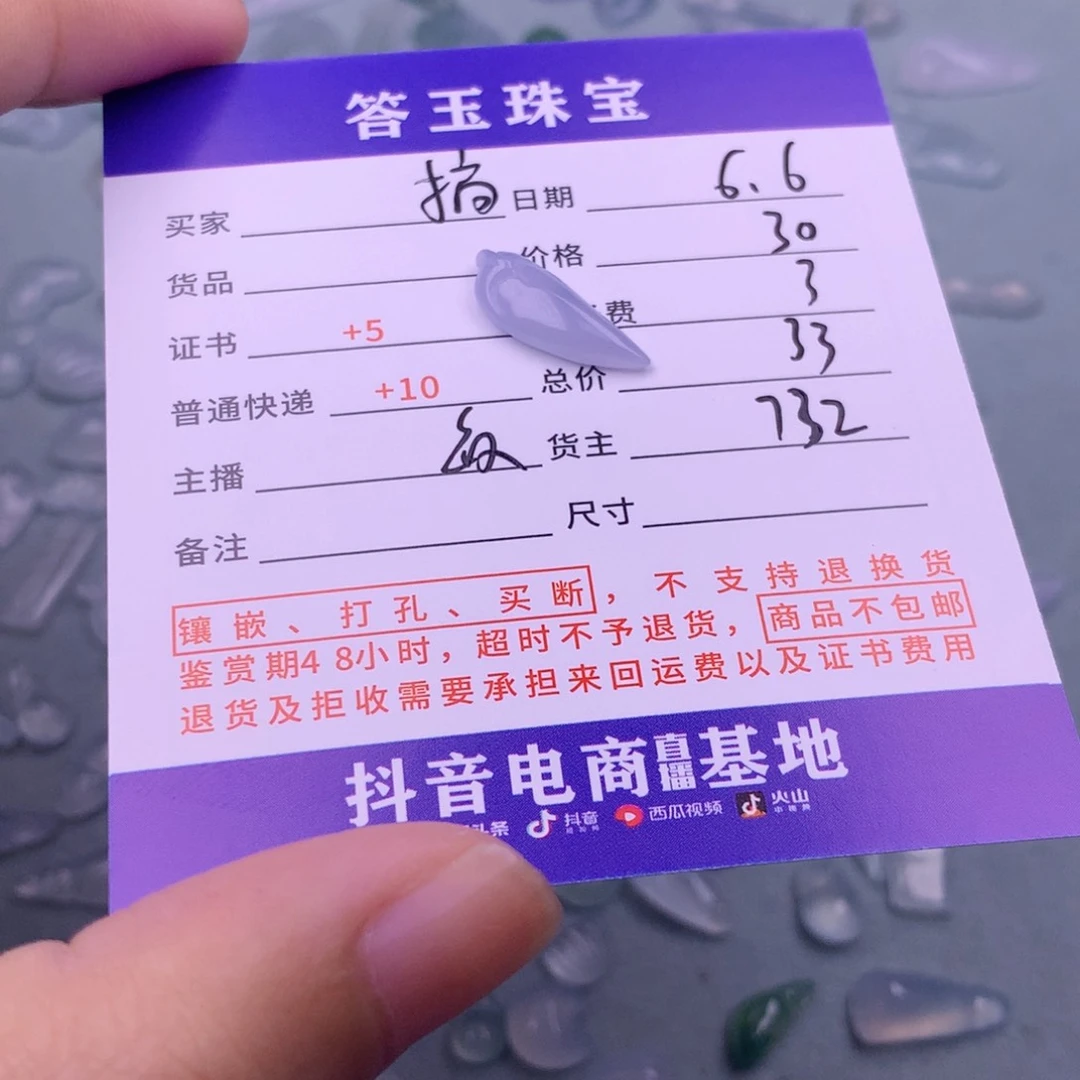 答玉珠宝
买家 摘 日期 6.6
货品 价格 30
证书 +5 费 3
普通快递 +10 总价 33
主播 货主 732
备注 尺寸
镶嵌、打孔、买断，不支持退换货
鉴赏期48小时，超时不予退货，商品不包邮
退货及拒收需要承担来回运费以及证书费用
抖音电商直播基地
头条 抖音 西瓜视频 火山